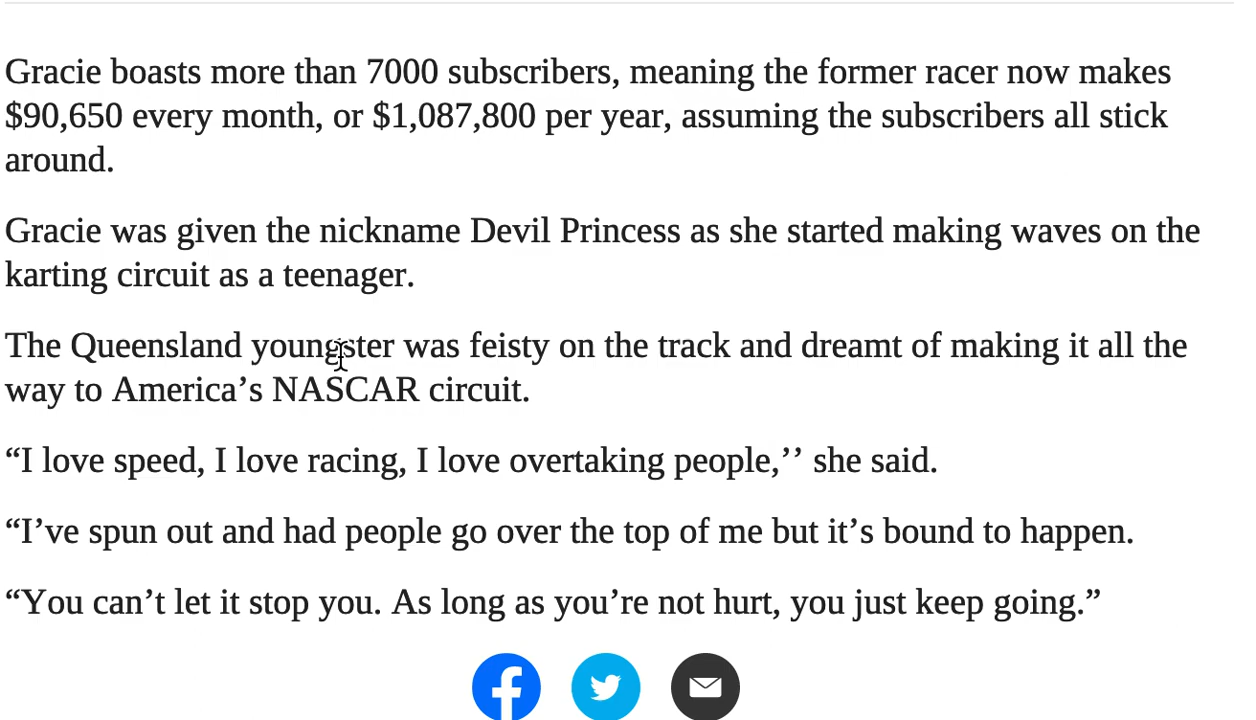 Gracie boasts more than 7000 subscribers, meaning the former racer now makes
$90,650 every month, or $1,087,800 per year, assuming the subscribers all stick
around.
Gracie was given the nickname Devil Princess as she started making waves on the
karting circuit as a teenager.
The Queensland youngster was feisty on the track and dreamt of making it all the
way to America’s NASCAR circuit.
“I love speed, I love racing, I love overtaking people,’’ she said.
“I’ve spun out and had people go over the top of me but it’s bound to happen.
“You can’t let it stop you. As long as you’re not hurt, you just keep going.”